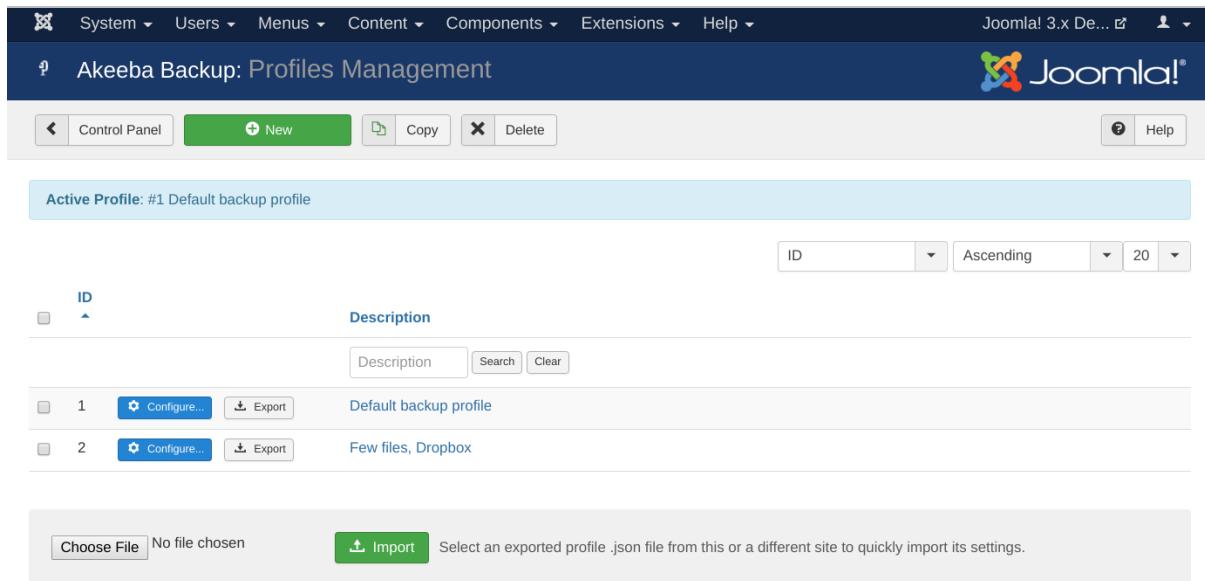 System Users Menus Content Components Extensions Help Joomla! 3.x De...
Akeeba Backup: Profiles Management Joomla!®
Control Panel New Copy Delete Help
Active Profile: #1 Default backup profile
ID Ascending 20
ID
Description
Description Search Clear
1 Configure... Export Default backup profile
2 Configure... Export Few files, Dropbox
Choose File No file chosen Import Select an exported profile .json file from this or a different site to quickly import its settings.